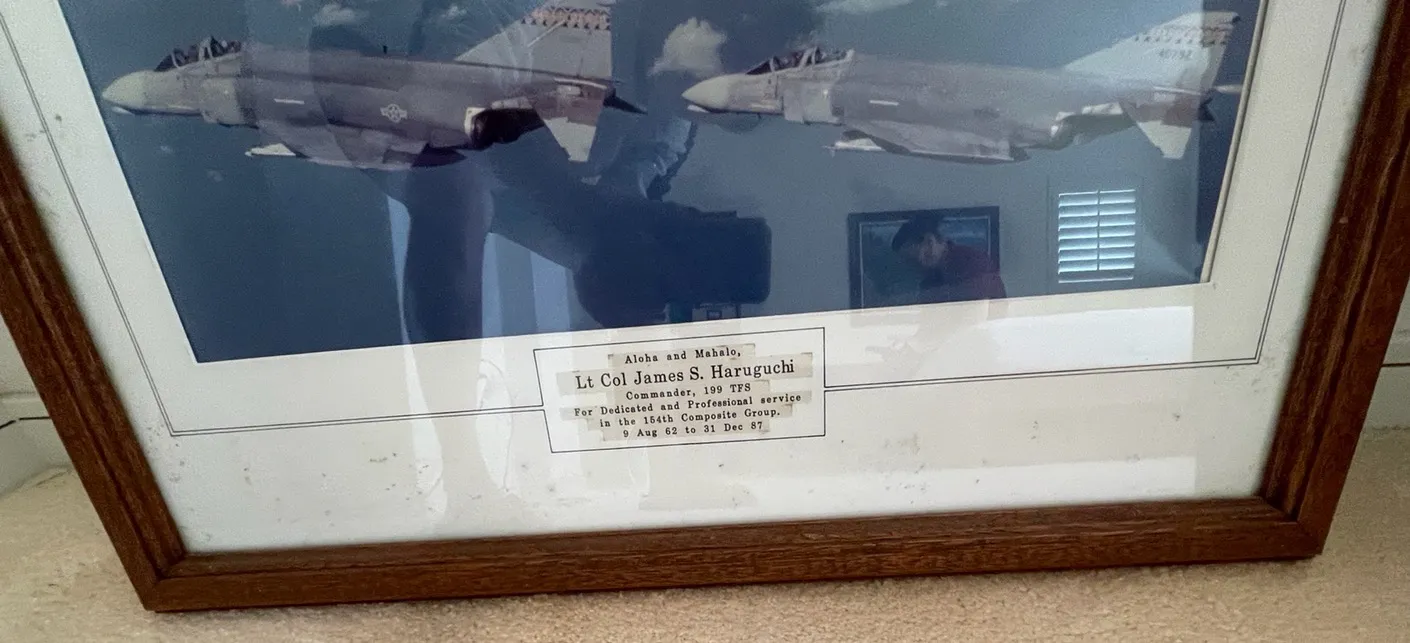 Aloha and Mahalo,
Lt Col James S. Haruguchi
Commander, 199 TFS
For Dedicated and Professional service
in the 154th Composite Group.
9 Aug 62 to 31 Dec 87